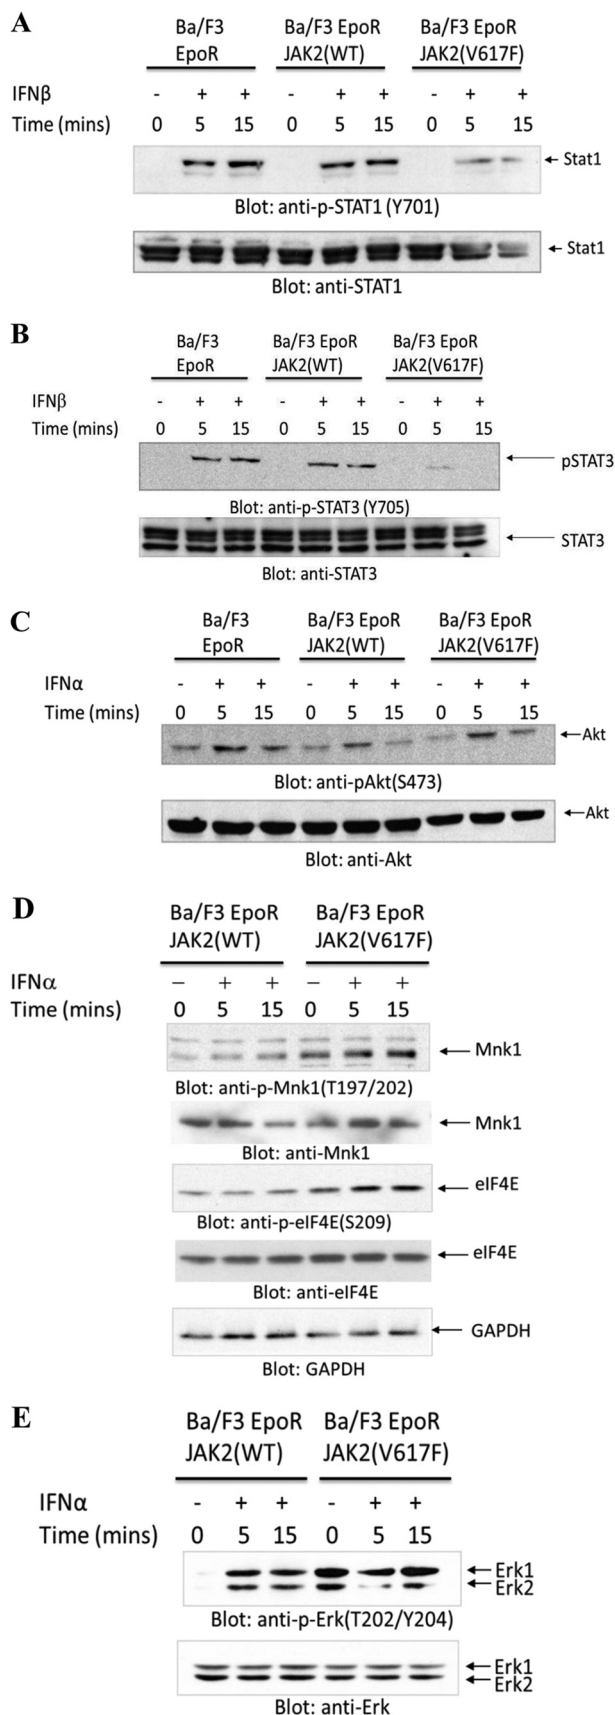 A
Ba/F3 EpoR
Ba/F3 EpoR JAK2(WT)
Ba/F3 EpoR JAK2(V617F)
IFNβ - + + - + + - + +
Time (mins) 0 5 15 0 5 15 0 5 15
Stat1
Blot: anti-p-STAT1 (Y701)
Stat1
Blot: anti-STAT1
B
Ba/F3 EpoR
Ba/F3 EpoR JAK2(WT)
Ba/F3 EpoR JAK2(V617F)
IFNβ - + + - + + - + +
Time (mins) 0 5 15 0 5 15 0 5 15
pSTAT3
Blot: anti-p-STAT3 (Y705)
STAT3
Blot: anti-STAT3
C
Ba/F3 EpoR
Ba/F3 EpoR JAK2(WT)
Ba/F3 EpoR JAK2(V617F)
IFNα - + + - + + - + +
Time (mins) 0 5 15 0 5 15 0 5 15
Akt
Blot: anti-pAkt(S473)
Akt
Blot: anti-Akt
D
Ba/F3 EpoR JAK2(WT)
Ba/F3 EpoR JAK2(V617F)
IFNα – + + – + +
Time (mins) 0 5 15 0 5 15
Mnk1
Blot: anti-p-Mnk1(T197/202)
Mnk1
Blot: anti-Mnk1
eIF4E
Blot: anti-p-eIF4E(S209)
eIF4E
Blot: anti-eIF4E
GAPDH
Blot: GAPDH
E
Ba/F3 EpoR JAK2(WT)
Ba/F3 EpoR JAK2(V617F)
IFNα - + + - + +
Time (mins) 0 5 15 0 5 15
Erk1
Erk2
Blot: anti-p-Erk(T202/Y204)
Erk1
Erk2
Blot: anti-Erk